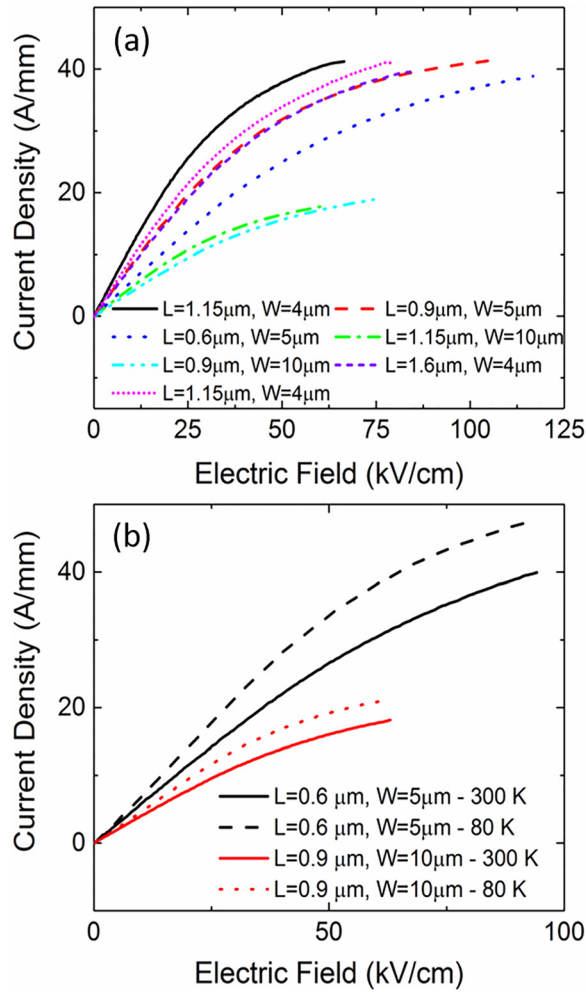 (a)
Current Density (A/mm)
40
20
0
L=1.15μm, W=4μm L=0.9μm, W=5μm
L=0.6μm, W=5μm L=1.15μm, W=10μm
L=0.9μm, W=10μm L=1.6μm, W=4μm
L=1.15μm, W=4μm
0 25 50 75 100 125
Electric Field (kV/cm)
(b)
Current Density (A/mm)
40
20
0
L=0.6 μm, W=5μm - 300 K
L=0.6 μm, W=5μm - 80 K
L=0.9 μm, W=10μm - 300 K
L=0.9 μm, W=10μm - 80 K
0 50 100
Electric Field (kV/cm)